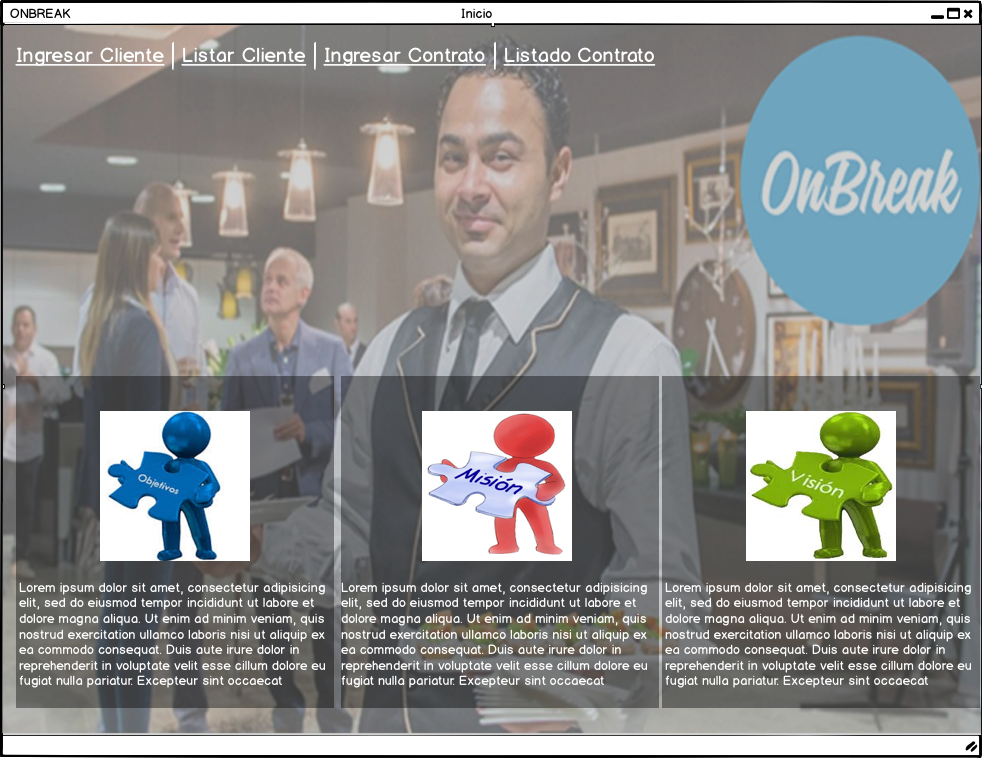 ONBREAK
Inicio
Ingresar Cliente | Listar Cliente | Ingresar Contrato | Listado Contrato
OnBreak
Objetivos
Lorem ipsum dolor sit amet, consectetur adipisicing
elit, sed do eiusmod tempor incididunt ut labore et
dolore magna aliqua. Ut enim ad minim veniam, quis
nostrud exercitation ullamco laboris nisi ut aliquip ex
ea commodo consequat. Duis aute irure dolor in
reprehenderit in voluptate velit esse cillum dolore eu
fugiat nulla pariatur. Excepteur sint occaecat
Misión
Lorem ipsum dolor sit amet, consectetur adipisicing
elit, sed do eiusmod tempor incididunt ut labore et
dolore magna aliqua. Ut enim ad minim veniam, quis
nostrud exercitation ullamco laboris nisi ut aliquip ex
ea commodo consequat. Duis aute irure dolor in
reprehenderit in voluptate velit esse cillum dolore eu
fugiat nulla pariatur. Excepteur sint occaecat
Visión
Lorem ipsum dolor sit amet, consectetur adipisicing
elit, sed do eiusmod tempor incididunt ut labore et
dolore magna aliqua. Ut enim ad minim veniam, quis
nostrud exercitation ullamco laboris nisi ut aliquip ex
ea commodo consequat. Duis aute irure dolor in
reprehenderit in voluptate velit esse cillum dolore eu
fugiat nulla pariatur. Excepteur sint occaecat